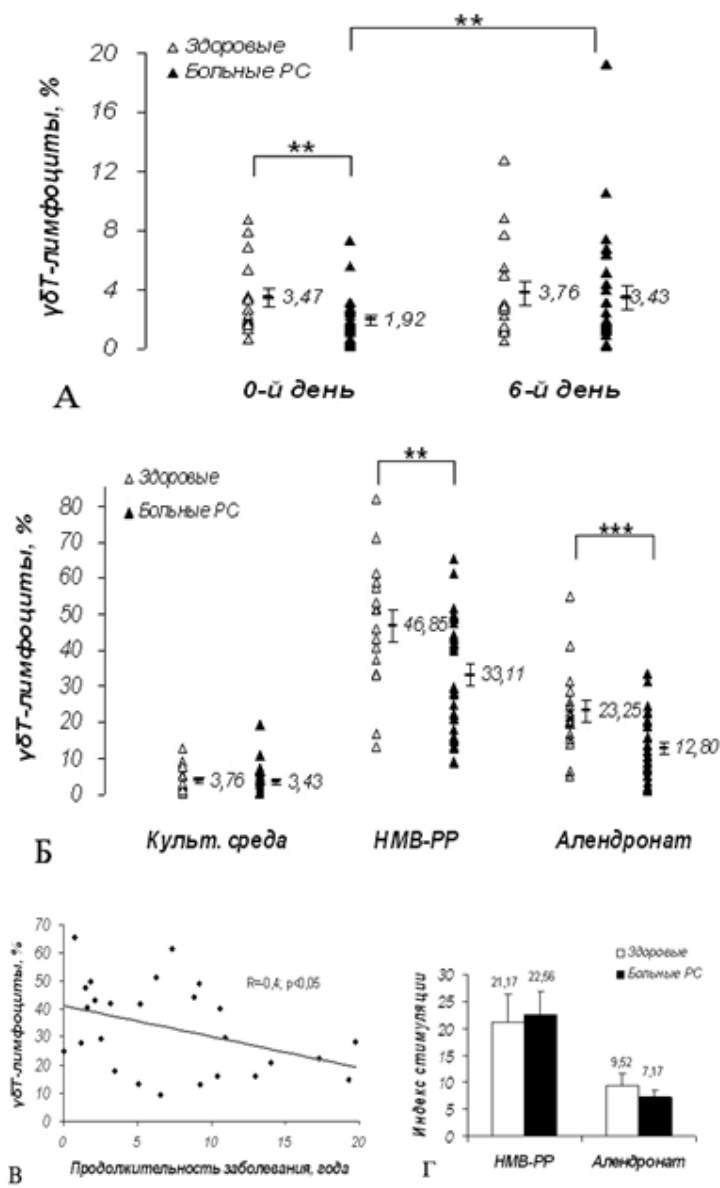 **
△ Здоровые
▲ Больные РС
γδТ-лимфоциты, %
20
16
12
8
4
0
**
3,47
1,92
3,76
3,43
0-й день
6-й день
А
△ Здоровые
▲ Больные РС
γδТ-лимфоциты, %
80
70
60
50
40
30
20
10
0
**
***
3,76
3,43
46,85
33,11
23,25
12,80
Культ. среда
НМВ-РР
Алендронат
Б
γδТ-лимфоциты, %
70
60
50
40
30
20
10
0
R=-0,4; p<0,05
0
5
10
15
20
Продолжительность заболевания, года
В
Здоровые
Больные РС
Индекс стимуляции
30
25
20
15
10
5
0
21,17
22,56
9,52
7,17
НМВ-РР
Алендронат
Г